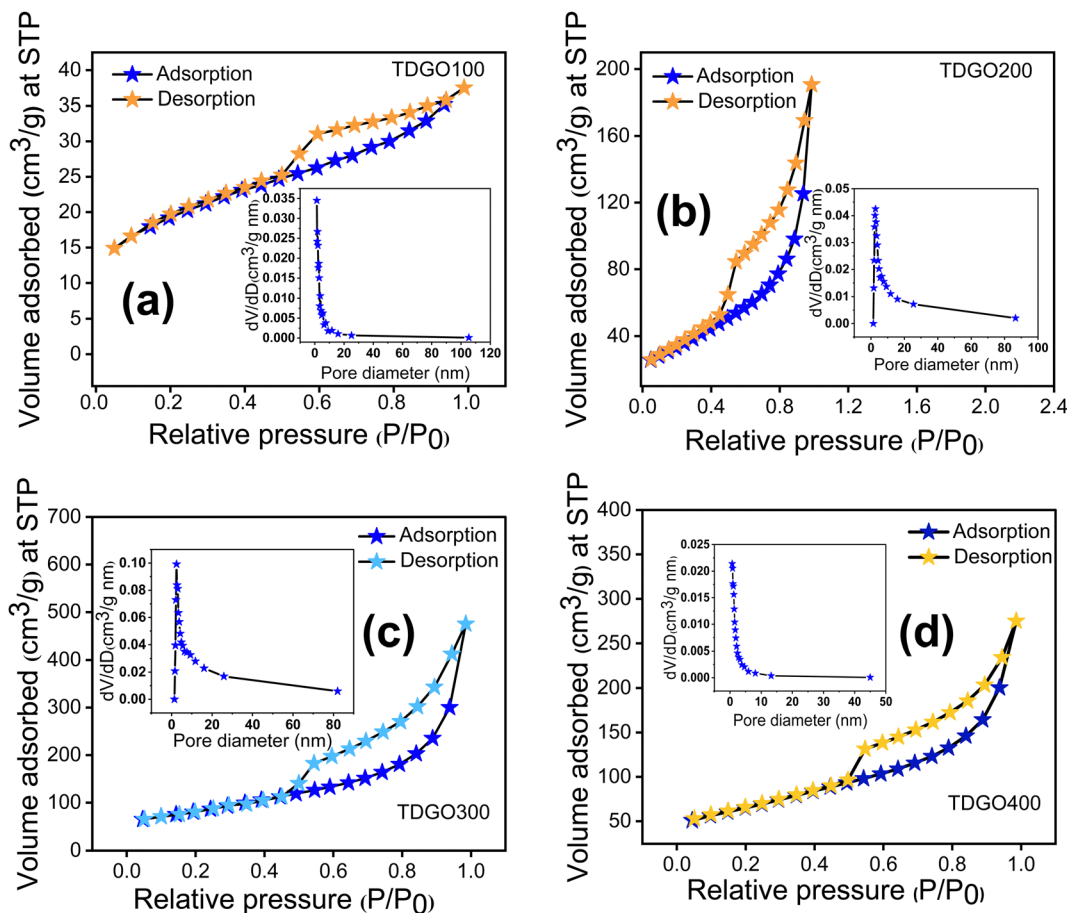 Volume adsorbed (cm³/g) at STP
40
35
30
25
20
15
10
5
0
Adsorption
Desorption
TDGO100
(a)
dV/dD(cm³/g nm)
0.035
0.030
0.025
0.020
0.015
0.010
0.005
0.000
0 20 40 60 80 100 120
Pore diameter (nm)
0.0 0.2 0.4 0.6 0.8 1.0
Relative pressure (P/P0)
Volume adsorbed (cm³/g) at STP
200
160
120
80
40
Adsorption
Desorption
TDGO200
(b)
dV/dD(cm³/g nm)
0.05
0.04
0.03
0.02
0.01
0.00
0 20 40 60 80 100
Pore diameter (nm)
0.0 0.4 0.8 1.2 1.6 2.0 2.4
Relative pressure (P/P0)
Volume adsorbed (cm³/g) at STP
700
600
500
400
300
200
100
0
Adsorption
Desorption
(c)
dV/dD(cm³/g nm)
0.10
0.08
0.06
0.04
0.02
0.00
0 20 40 60 80
Pore diameter (nm)
TDGO300
0.0 0.2 0.4 0.6 0.8 1.0
Relative pressure (P/P0)
Volume adsorbed (cm³/g) at STP
400
350
300
250
200
150
100
50
Adsorption
Desorption
(d)
dV/dD(cm³/g nm)
0.025
0.020
0.015
0.010
0.005
0.000
0 10 20 30 40 50
Pore diameter (nm)
TDGO400
0.0 0.2 0.4 0.6 0.8 1.0
Relative pressure (P/P0)